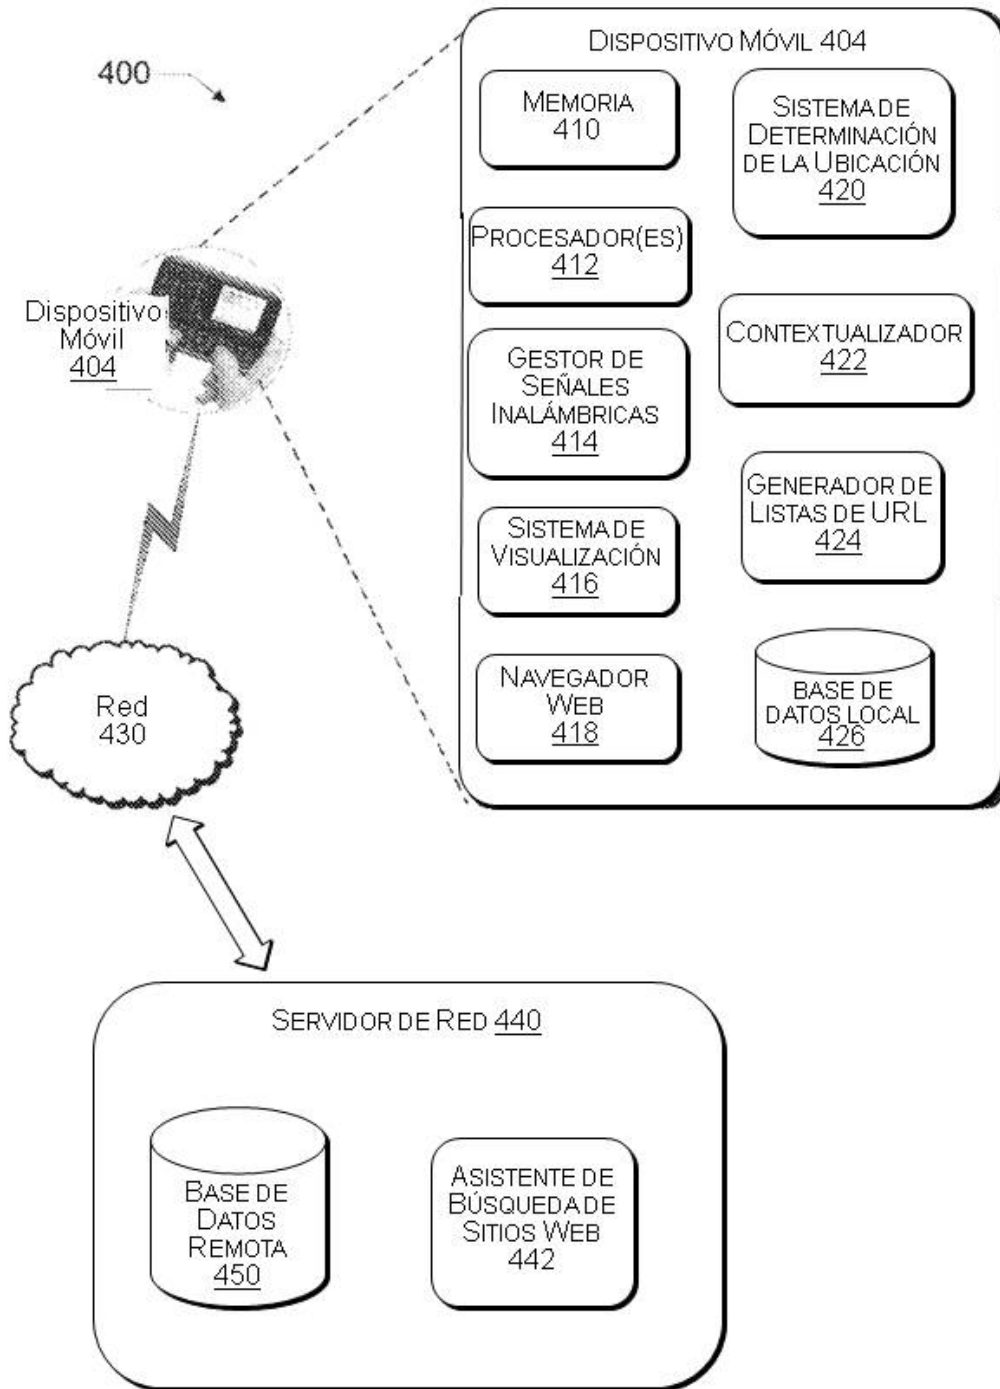 400
Dispositivo
Móvil
404
Red
430
DISPOSITIVO MÓVIL 404
MEMORIA
410
PROCESADOR(ES)
412
GESTOR DE
SEÑALES
INALÁMBRICAS
414
SISTEMA DE
VISUALIZACIÓN
416
NAVEGADOR
WEB
418
SISTEMA DE
DETERMINACIÓN
DE LA UBICACIÓN
420
CONTEXTUALIZADOR
422
GENERADOR DE
LISTAS DE URL
424
BASE DE
DATOS LOCAL
426
SERVIDOR DE RED 440
BASE DE
DATOS
REMOTA
450
ASISTENTE DE
BÚSQUEDA DE
SITIOS WEB
442